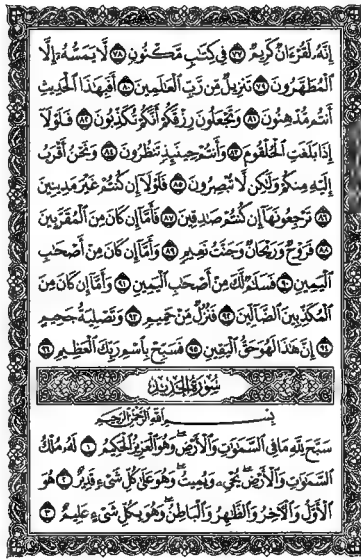 إِنَّهُۥ لَقُرْءَانٌ كَرِيمٌ ٧٧ فِي كِتَٰبٍ مَّكْنُونٍ ٧٨ لَّا يَمَسُّهُۥٓ إِلَّا
ٱلْمُطَهَّرُونَ ٧٩ تَنزِيلٌ مِّن رَّبِّ ٱلْعَٰلَمِينَ ٨٠ أَفَبِهَٰذَا ٱلْحَدِيثِ
أَنتُم مُّدْهِنُونَ ٨١ وَتَجْعَلُونَ رِزْقَكُمْ أَنَّكُمْ تُكَذِّبُونَ ٨٢ فَلَوْلَآ
إِذَا بَلَغَتِ ٱلْحُلْقُومَ ٨٣ وَأَنتُمْ حِينَئِذٍ تَنظُرُونَ ٨٤ وَنَحْنُ أَقْرَبُ
إِلَيْهِ مِنكُمْ وَلَٰكِن لَّا تُبْصِرُونَ ٨٥ فَلَوْلَآ إِن كُنتُمْ غَيْرَ مَدِينِينَ
٨٦ تَرْجِعُونَهَآ إِن كُنتُمْ صَٰدِقِينَ ٨٧ فَأَمَّآ إِن كَانَ مِنَ ٱلْمُقَرَّبِينَ
٨٨ فَرَوْحٌ وَرَيْحَانٌ وَجَنَّتُ نَعِيمٍ ٨٩ وَأَمَّآ إِن كَانَ مِنْ أَصْحَٰبِ
ٱلْيَمِينِ ٩٠ فَسَلَٰمٌ لَّكَ مِنْ أَصْحَٰبِ ٱلْيَمِينِ ٩١ وَأَمَّآ إِن كَانَ مِنَ
ٱلْمُكَذِّبِينَ ٱلضَّآلِّينَ ٩٢ فَنُزُلٌ مِّنْ حَمِيمٍ ٩٣ وَتَصْلِيَةُ جَحِيمٍ
٩٤ إِنَّ هَٰذَا لَهُوَ حَقُّ ٱلْيَقِينِ ٩٥ فَسَبِّحْ بِٱسْمِ رَبِّكَ ٱلْعَظِيمِ ٩٦
سُورَةُ الحَدِيدِ
بِسْمِ ٱللَّهِ ٱلرَّحْمَٰنِ ٱلرَّحِيمِ
سَبَّحَ لِلَّهِ مَا فِي ٱلسَّمَٰوَٰتِ وَٱلْأَرْضِ وَهُوَ ٱلْعَزِيزُ ٱلْحَكِيمُ ١ لَهُۥ مُلْكُ
ٱلسَّمَٰوَٰتِ وَٱلْأَرْضِ يُحْيِۦ وَيُمِيتُ وَهُوَ عَلَىٰ كُلِّ شَيْءٍ قَدِيرٌ ٢ هُوَ
ٱلْأَوَّلُ وَٱلْءَاخِرُ وَٱلظَّٰهِرُ وَٱلْبَاطِنُ وَهُوَ بِكُلِّ شَيْءٍ عَلِيمٌ ٣